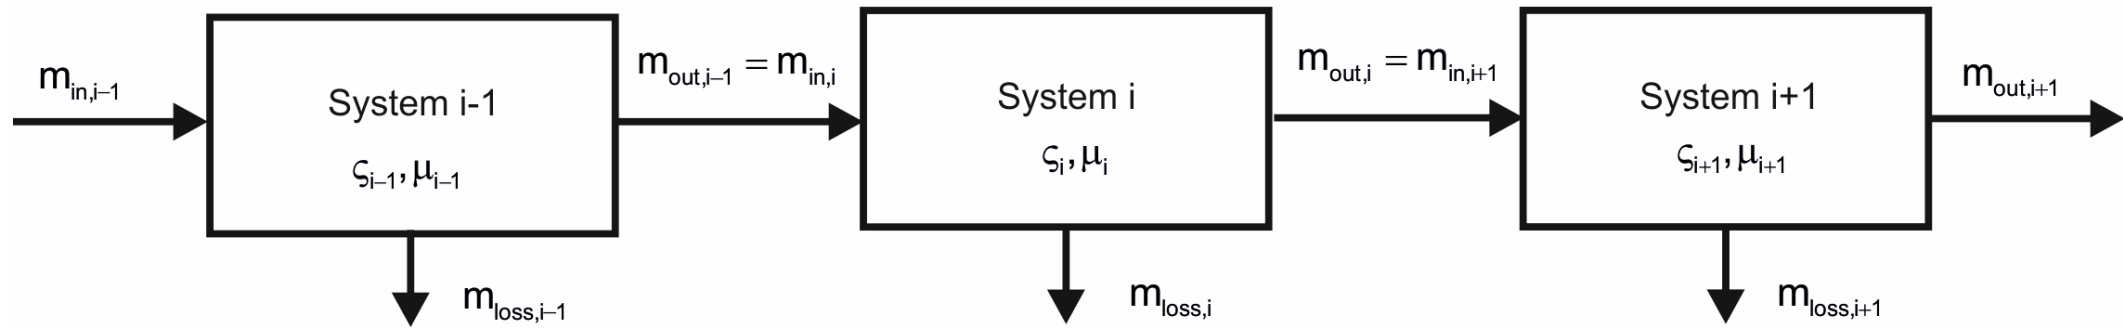 m_in,i–1
System i-1
ς_i–1, μ_i–1
m_loss,i–1
m_out,i–1 = m_in,i
System i
ς_i, μ_i
m_loss,i
m_out,i = m_in,i+1
System i+1
ς_i+1, μ_i+1
m_loss,i+1
m_out,i+1